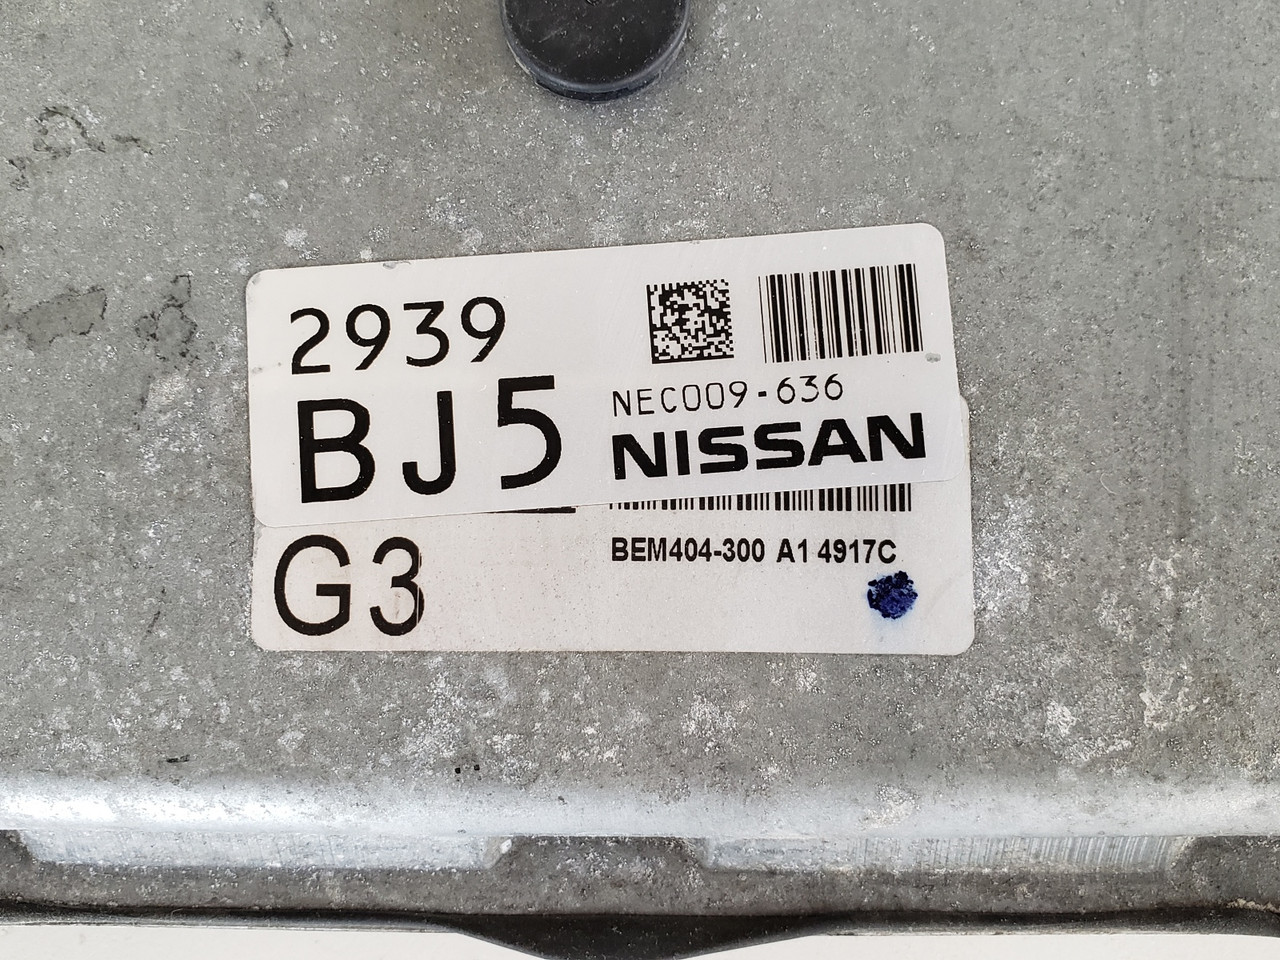 2939
BJ5
NEC009-636
NISSAN
G3
BEM404-300 A1 4917C